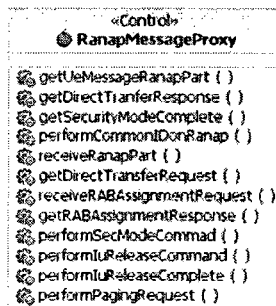 «Control»
RanapMessageProxy
getUeMessageRanapPart ( )
getDirectTranferResponse ( )
getSecurityModeComplete ( )
performCommonIDonRanap ( )
receiveRanapPart ( )
getDirectTransferRequest ( )
receiveRABAssignmentRequest ( )
getRABAssignmentResponse ( )
performSecModeCommad ( )
performIuReleaseCommand ( )
performIuReleaseComplete ( )
performPagingRequest ( )